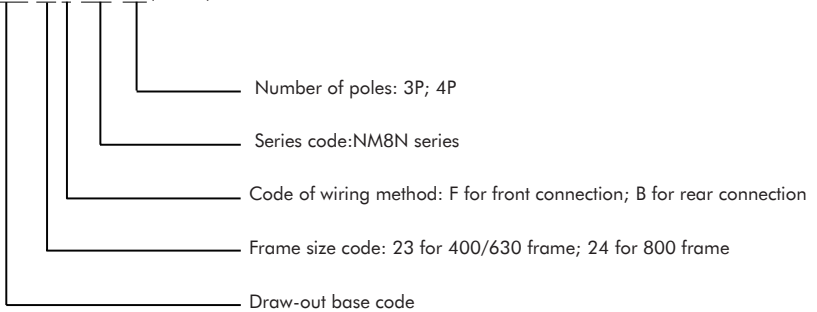 Number of poles: 3P; 4P
Series code:NM8N series
Code of wiring method: F for front connection; B for rear connection
Frame size code: 23 for 400/630 frame; 24 for 800 frame
Draw-out base code